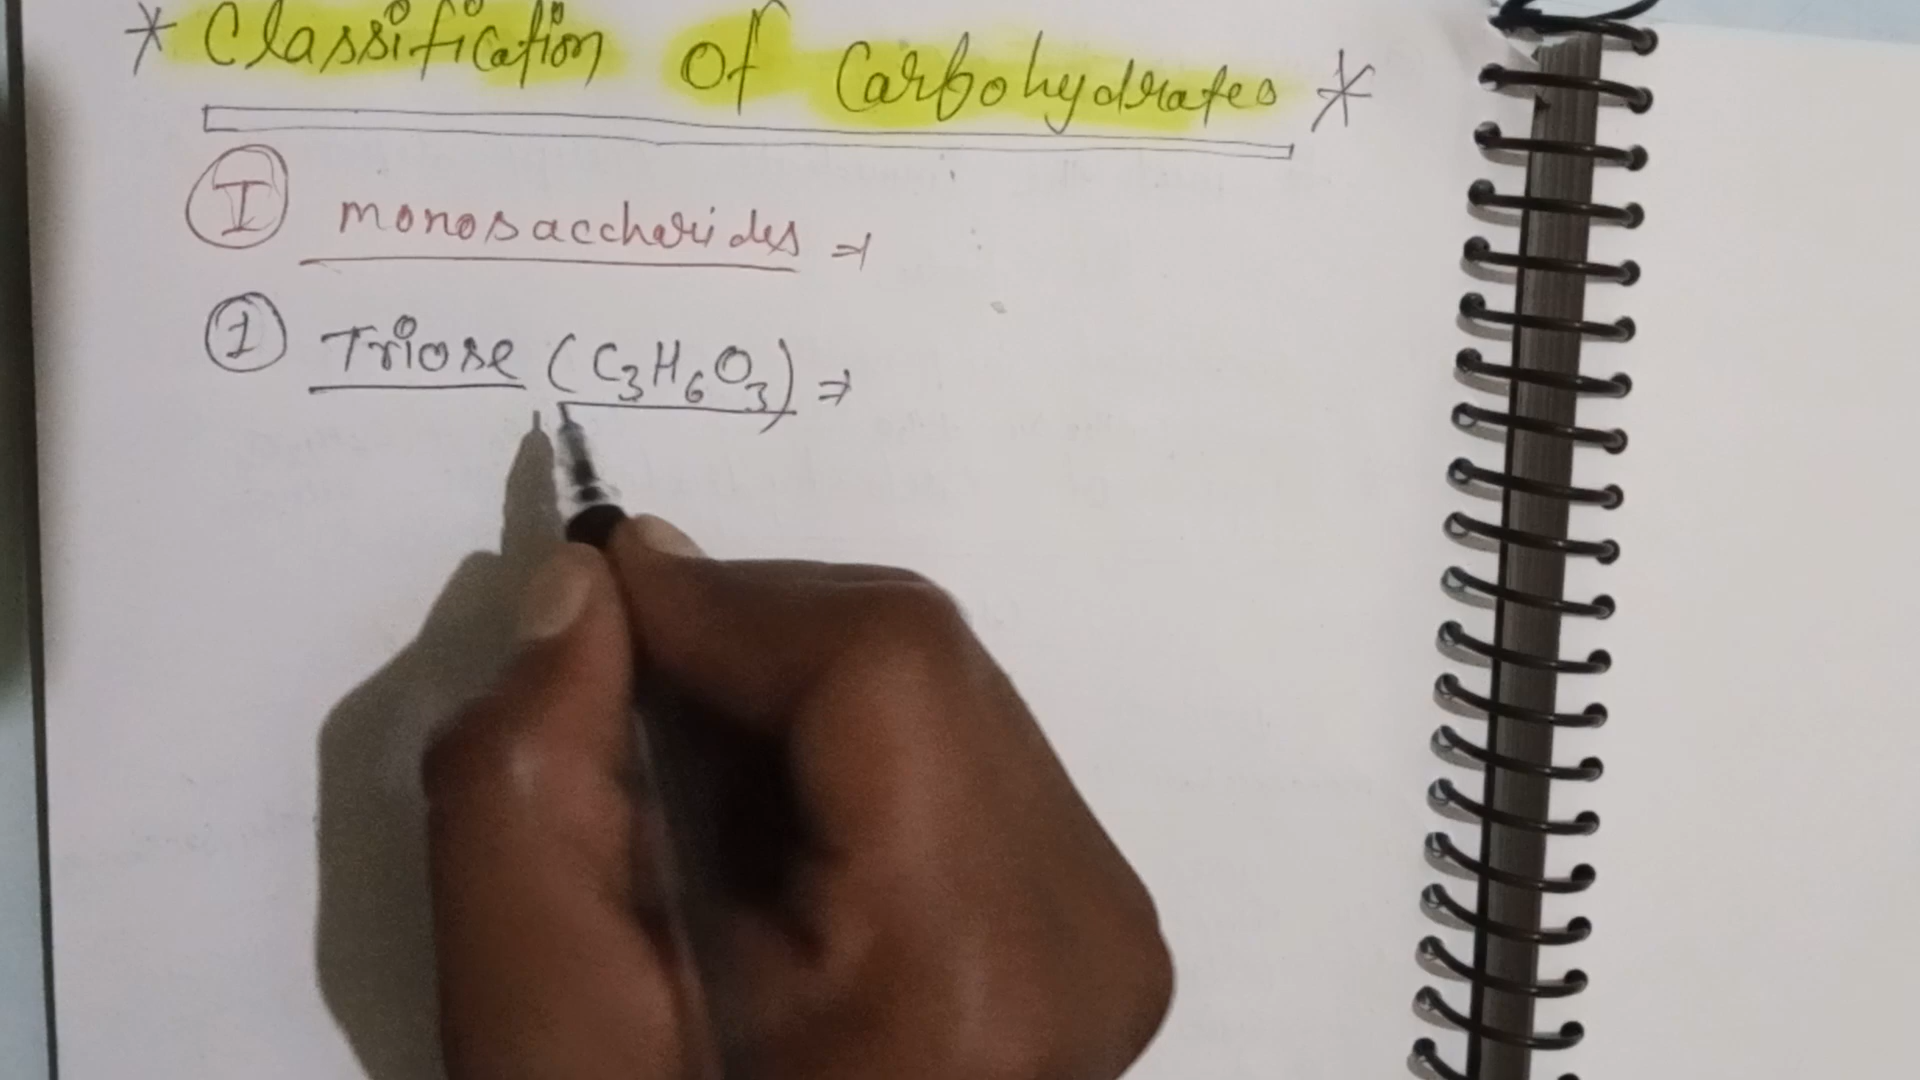 * Classification of Carbohydrates *
I monosaccharides ⇒
1 Triose (C₃H₆O₃) ⇒